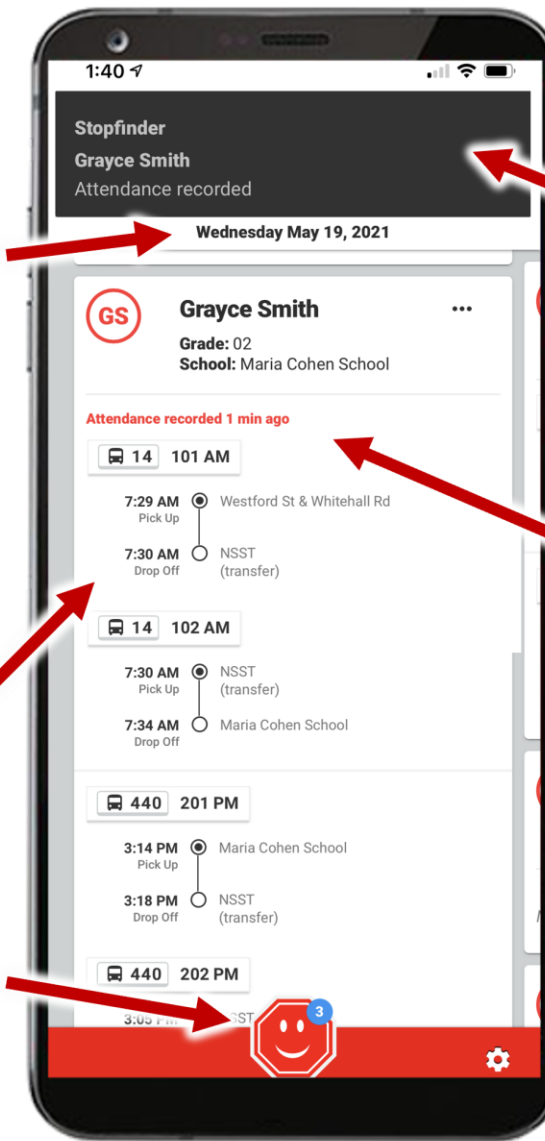 1:40
Stopfinder
Grayce Smith
Attendance recorded
Wednesday May 19, 2021
GS
Grayce Smith
Grade: 02
School: Maria Cohen School
Attendance recorded 1 min ago
14 101 AM
7:29 AM Westford St & Whitehall Rd
Pick Up
7:30 AM NSST
Drop Off (transfer)
14 102 AM
7:30 AM NSST
Pick Up (transfer)
7:34 AM Maria Cohen School
Drop Off
440 201 PM
3:14 PM Maria Cohen School
Pick Up
3:18 PM NSST
Drop Off (transfer)
440 202 PM
3:05
3